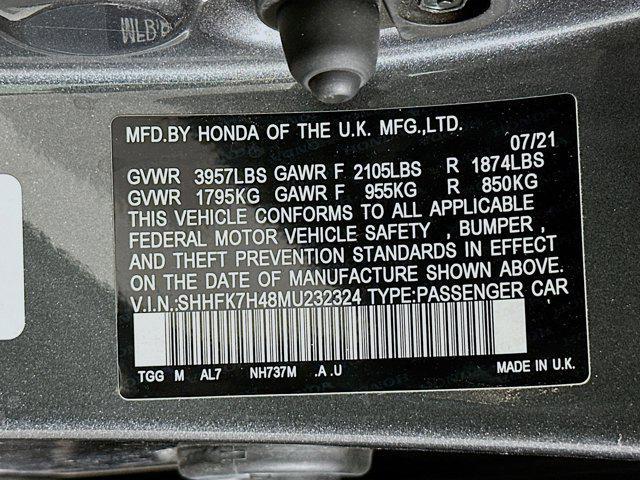 MFD.BY HONDA OF THE U.K. MFG.,LTD.
07/21
GVWR 3957LBS GAWR F 2105LBS R 1874LBS
GVWR 1795KG GAWR F 955KG R 850KG
THIS VEHICLE CONFORMS TO ALL APPLICABLE
FEDERAL MOTOR VEHICLE SAFETY , BUMPER ,
AND THEFT PREVENTION STANDARDS IN EFFECT
ON THE DATE OF MANUFACTURE SHOWN ABOVE.
V.I.N.:SHHFK7H48MU232324 TYPE:PASSENGER CAR
TGG M AL7 NH737M .A .U MADE IN U.K.